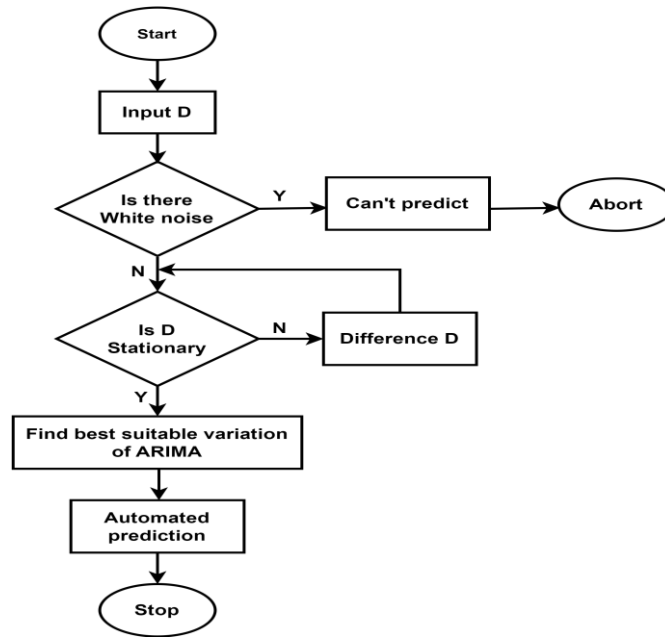 Start
Input D
Is there
White noise
Y
Can't predict
Abort
N
Is D
Stationary
N
Difference D
Y
Find best suitable variation
of ARIMA
Automated
prediction
Stop